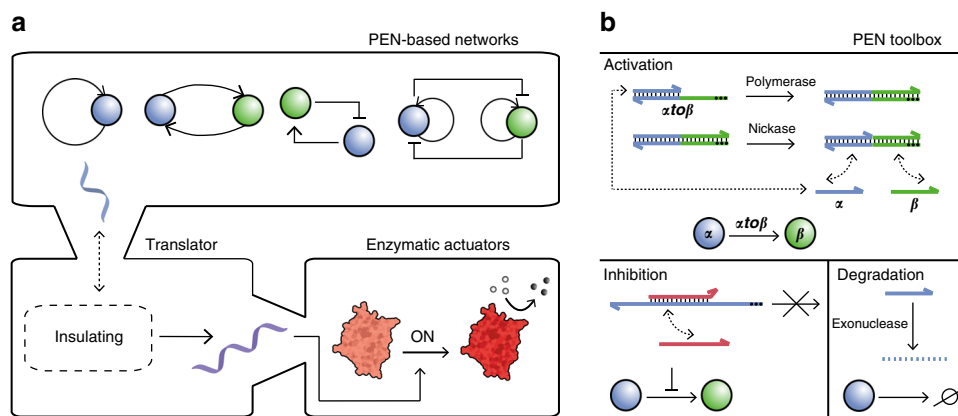 a
PEN-based networks
Translator
Enzymatic actuators
Insulating
ON
b
PEN toolbox
Activation
αtoβ
Polymerase
Nickase
α
β
α
αtoβ
β
Inhibition
Degradation
Exonuclease